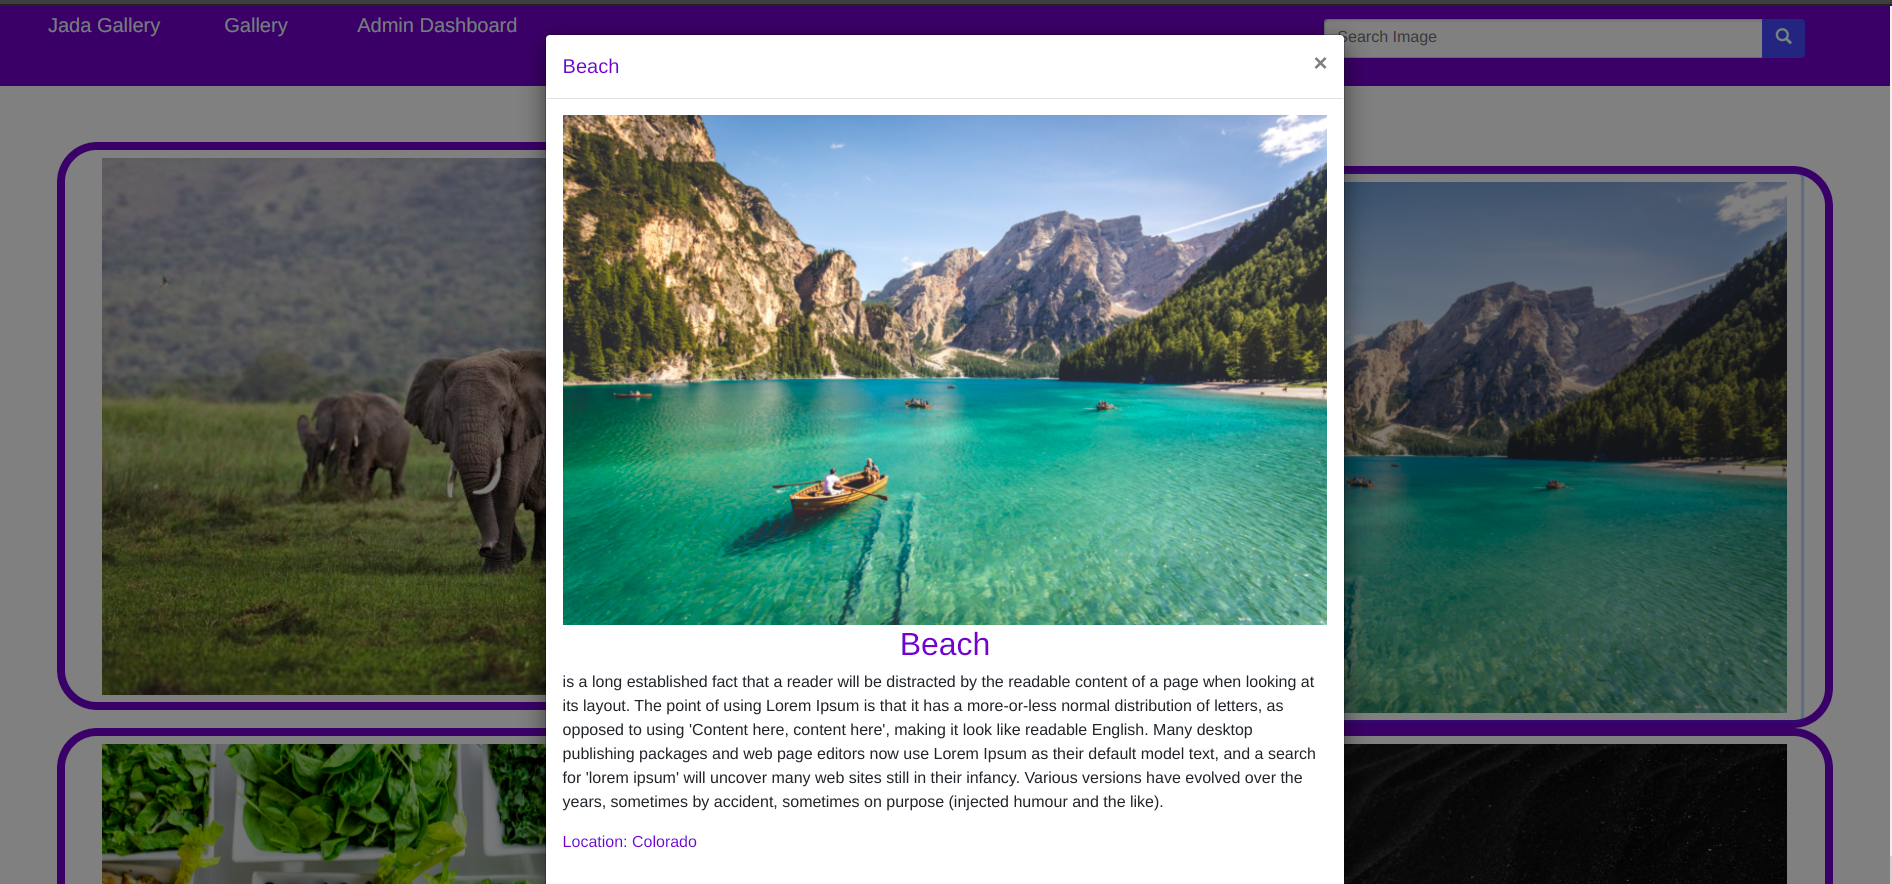 Jada Gallery Gallery Admin Dashboard
Search Image
Beach ×
Beach
is a long established fact that a reader will be distracted by the readable content of a page when looking at
its layout. The point of using Lorem Ipsum is that it has a more-or-less normal distribution of letters, as
opposed to using 'Content here, content here', making it look like readable English. Many desktop
publishing packages and web page editors now use Lorem Ipsum as their default model text, and a search
for 'lorem ipsum' will uncover many web sites still in their infancy. Various versions have evolved over the
years, sometimes by accident, sometimes on purpose (injected humour and the like).
Location: Colorado